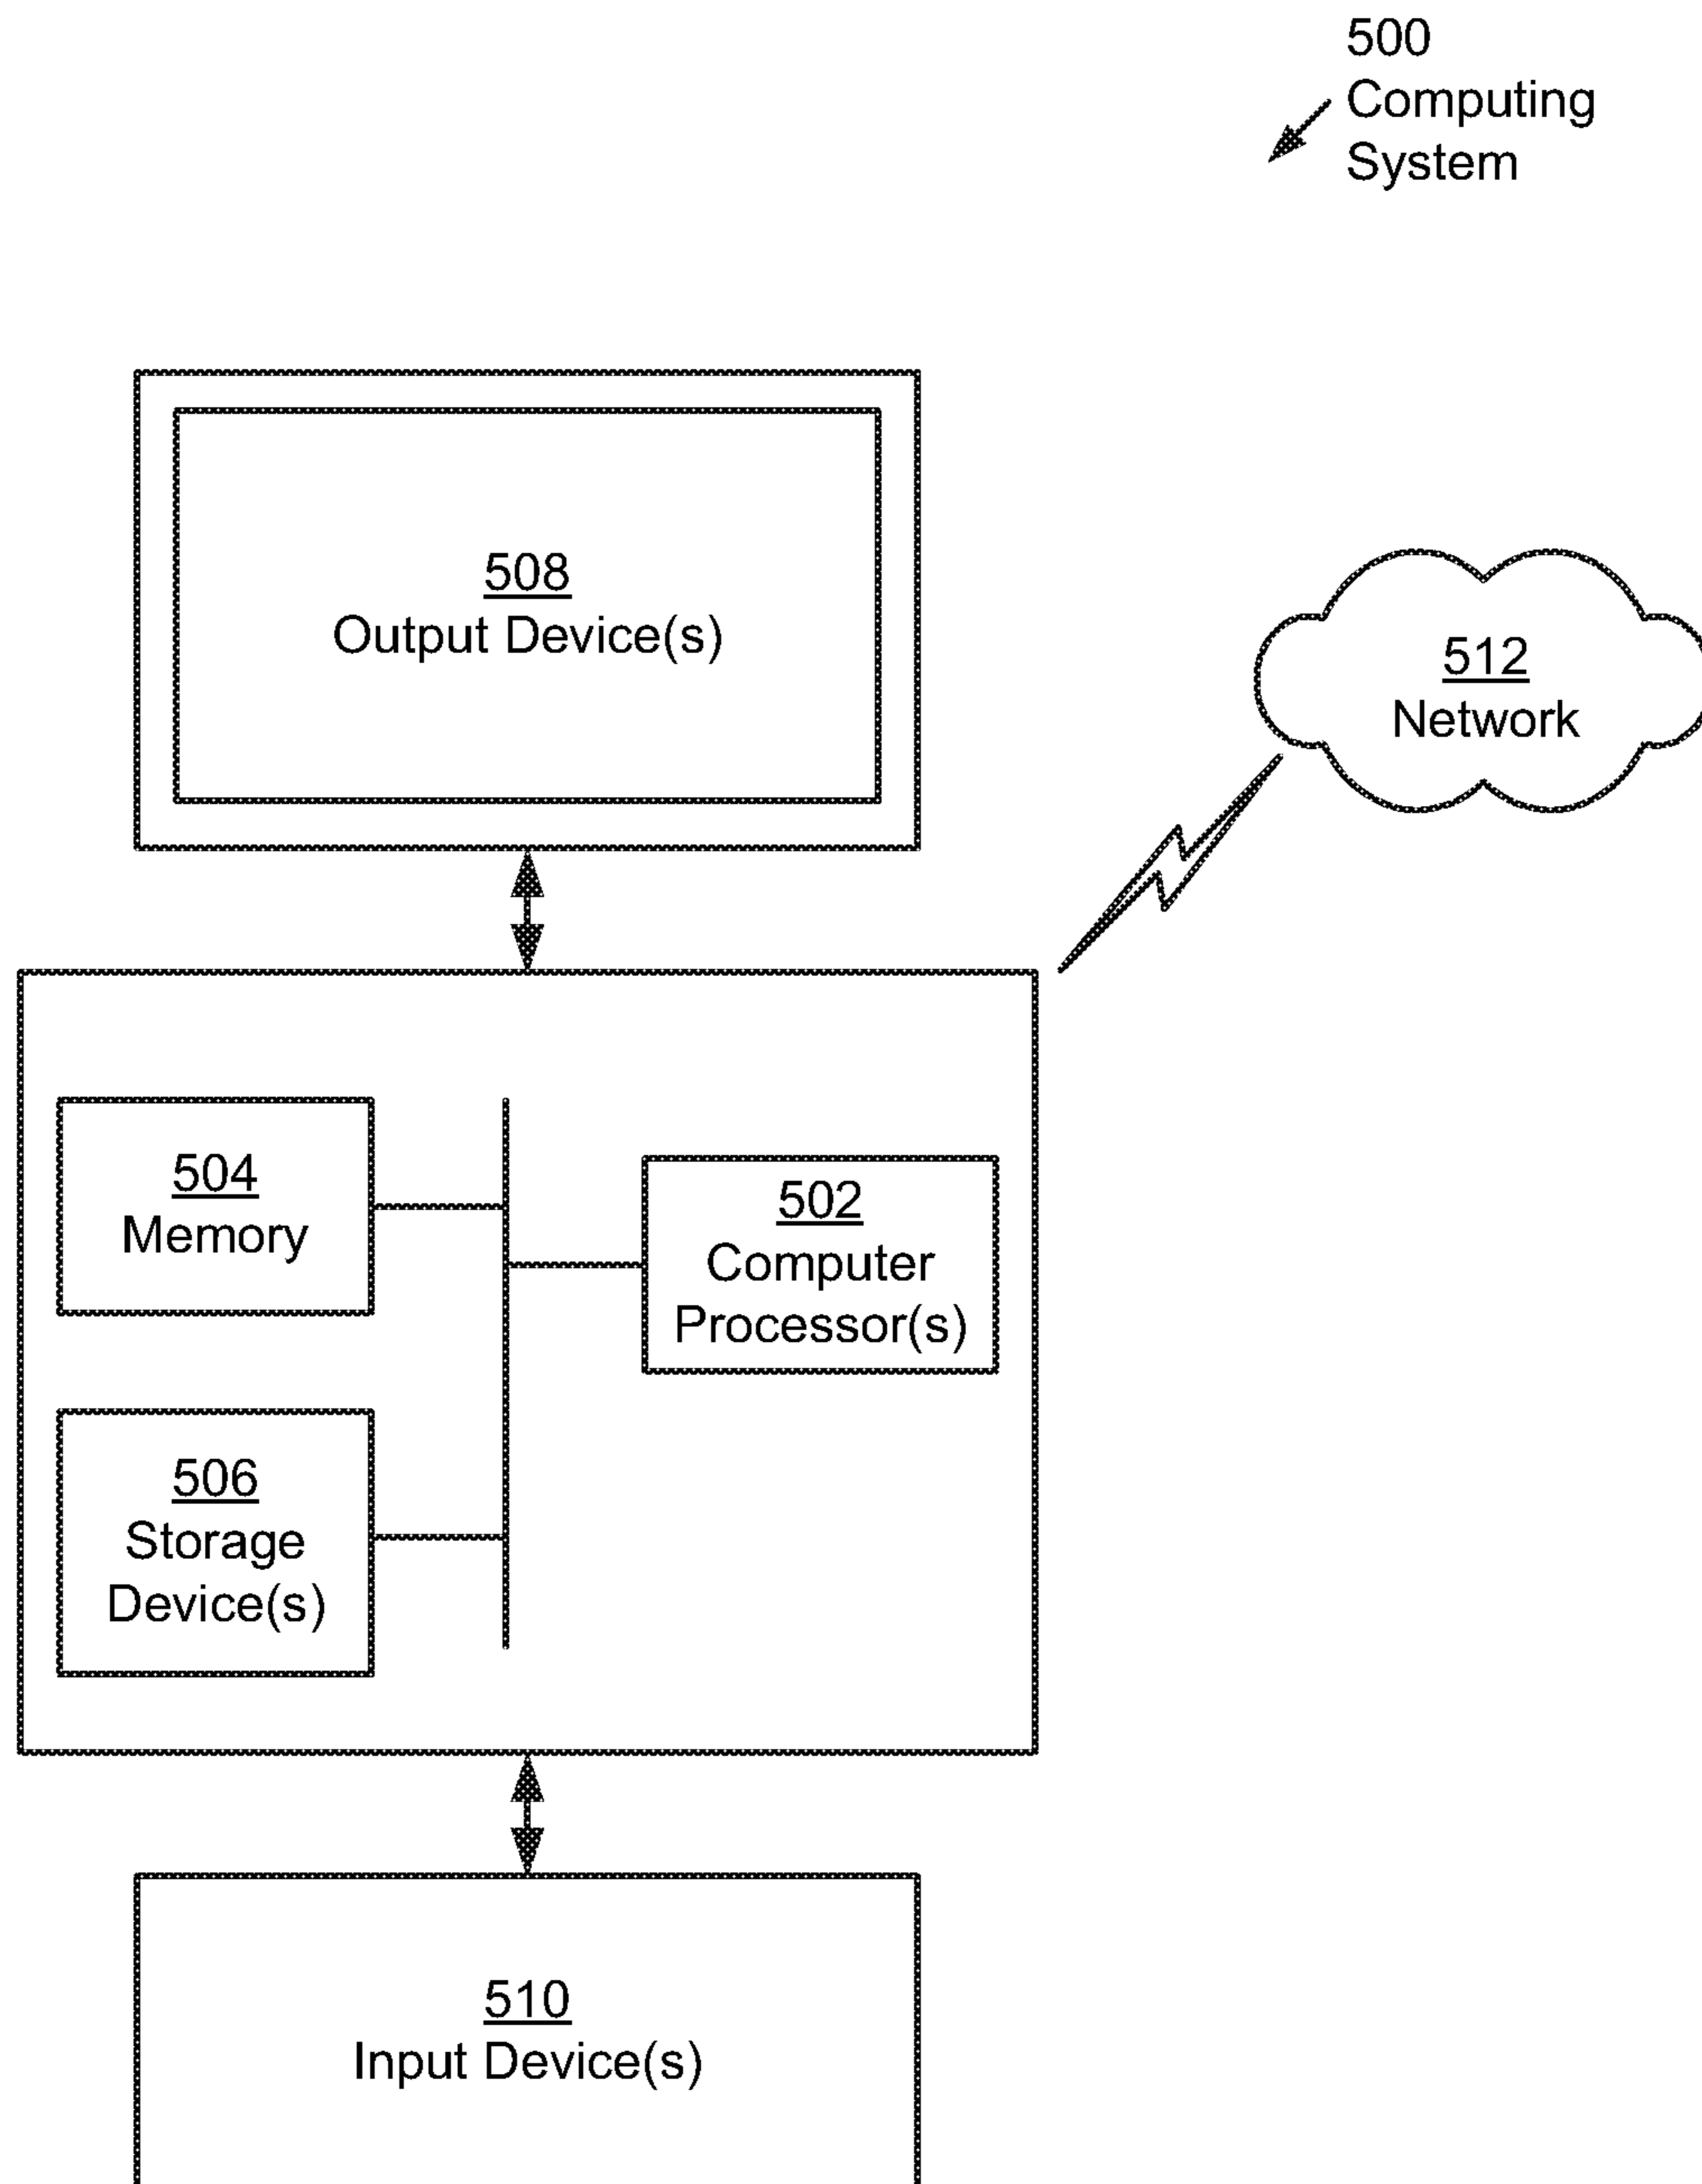 500
Computing
System
508
Output Device(s)
512
Network
504
Memory
502
Computer
Processor(s)
506
Storage
Device(s)
510
Input Device(s)